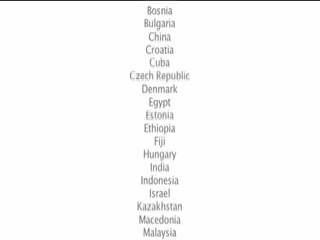 Bosnia
Bulgaria
China
Croatia
Cuba
Czech Republic
Denmark
Egypt
Estonia
Ethiopia
Fiji
Hungary
India
Indonesia
Israel
Kazakhstan
Macedonia
Malaysia